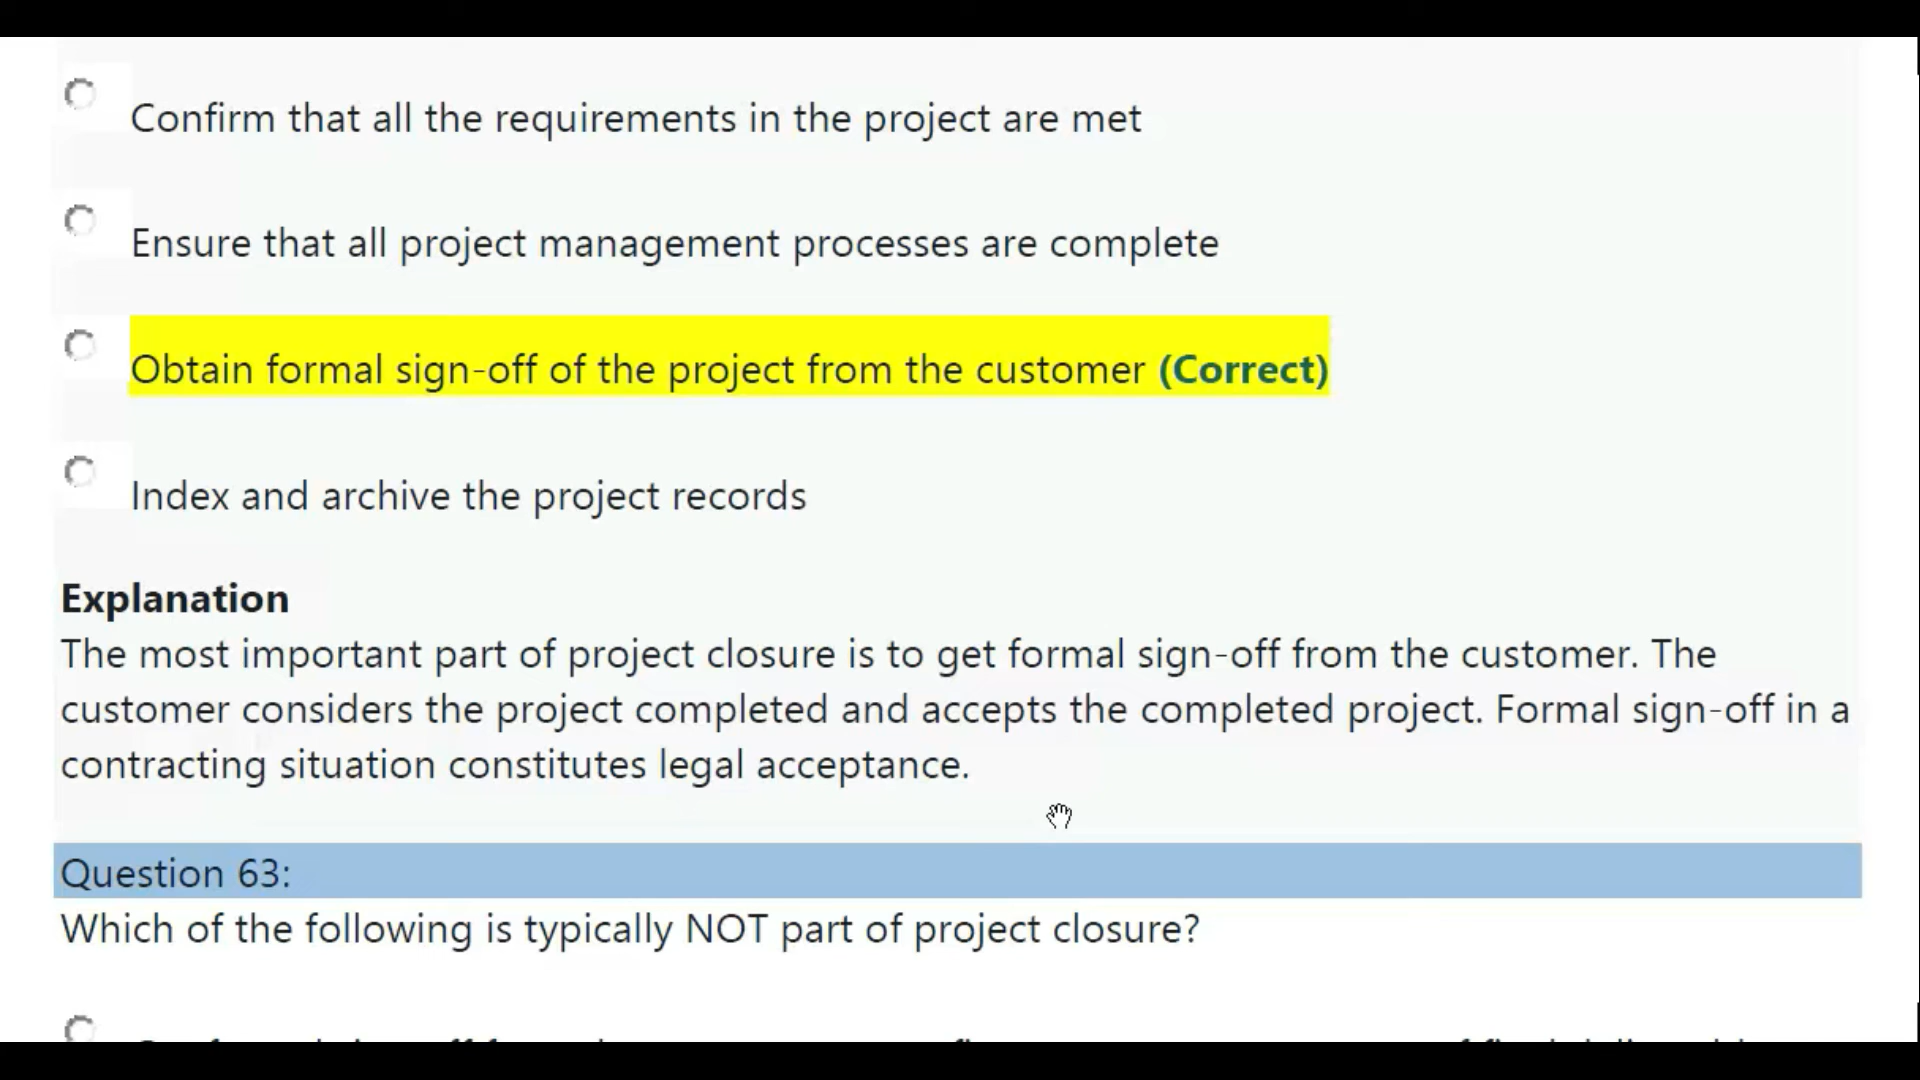 Confirm that all the requirements in the project are met
Ensure that all project management processes are complete
Obtain formal sign-off of the project from the customer (Correct)
Index and archive the project records
Explanation
The most important part of project closure is to get formal sign-off from the customer. The
customer considers the project completed and accepts the completed project. Formal sign-off in a
contracting situation constitutes legal acceptance.
Question 63:
Which of the following is typically NOT part of project closure?